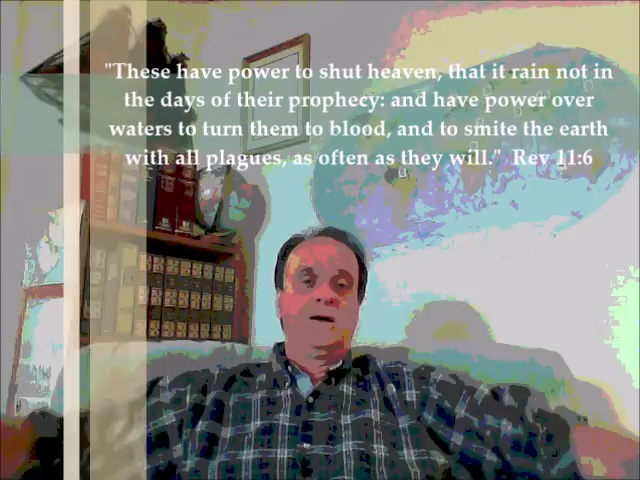 "These have power to shut heaven, that it rain not in
the days of their prophecy: and have power over
waters to turn them to blood, and to smite the earth
with all plagues, as often as they will." Rev 11:6